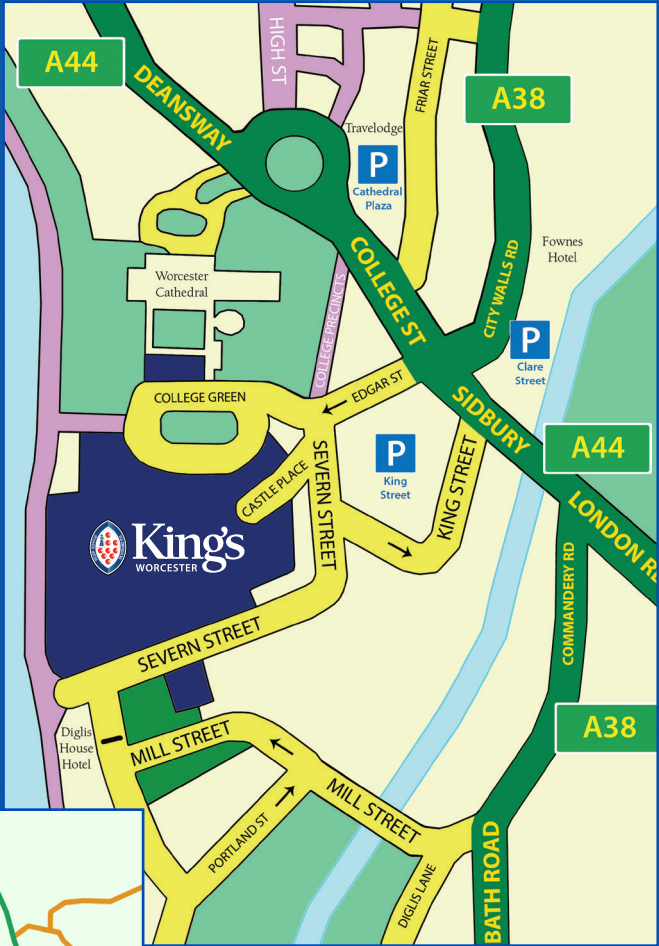 HIGH ST
A44
DEANSWAY
FRIAR STREET
A38
Travelodge
P
Cathedral
Plaza
COLLEGE ST
CITY WALLS RD
Fownes
Hotel
Worcester
Cathedral
COLLEGE PRECINCTS
P
Clare
Street
COLLEGE GREEN
EDGAR ST
SIDBURY
A44
P
King
Street
CASTLE PLACE
SEVERN STREET
KING STREET
LONDON R
King's
WORCESTER
COMMANDERY RD
SEVERN STREET
A38
Diglis
House
Hotel
MILL STREET
MILL STREET
PORTLAND ST
DIGLIS LANE
BATH ROAD